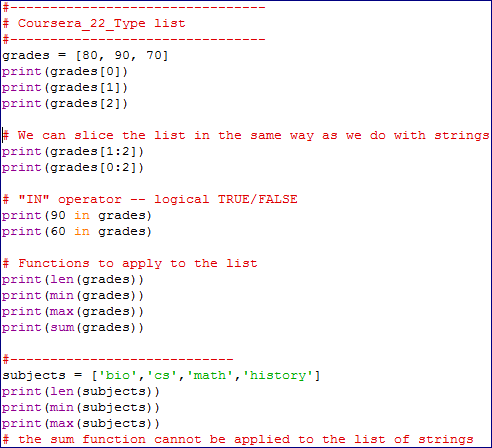 #--------------------------------
# Coursera_22_Type list
#--------------------------------
grades = [80, 90, 70]
print(grades[0])
print(grades[1])
print(grades[2])
# We can slice the list in the same way as we do with strings
print(grades[1:2])
print(grades[0:2])
# "IN" operator -- logical TRUE/FALSE
print(90 in grades)
print(60 in grades)
# Functions to apply to the list
print(len(grades))
print(min(grades))
print(max(grades))
print(sum(grades))
#----------------------------
subjects = ['bio','cs','math','history']
print(len(subjects))
print(min(subjects))
print(max(subjects))
# the sum function cannot be applied to the list of strings